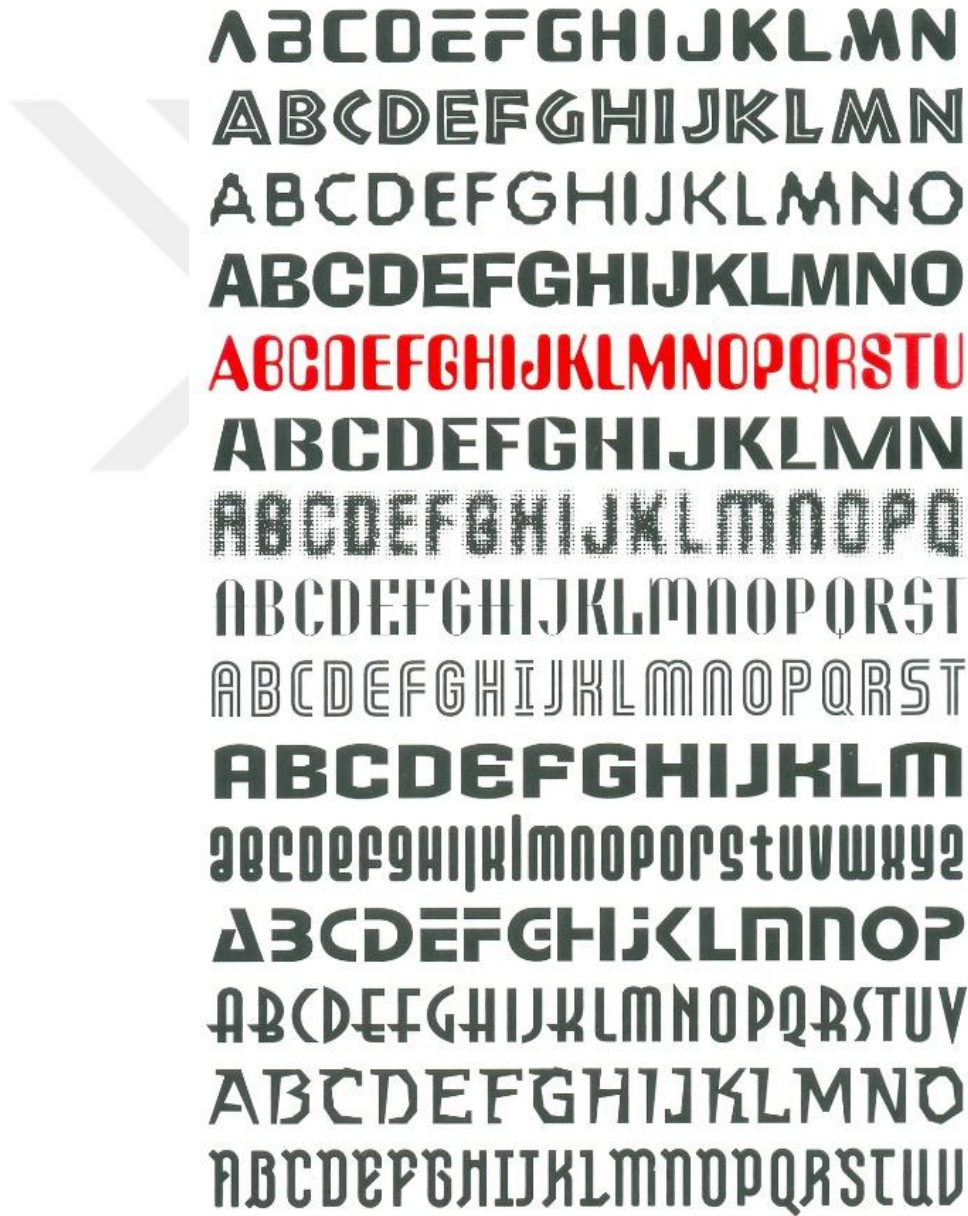 ABCDEFGHIJKLMN
ABCDEFGHIJKLMN
ABCDEFGHIJKLMNO
ABCDEFGHIJKLMNO
ABCDEFGHIJKLMNOPQRSTU
ABCDEFGHIJKLMN
ABCDEFGHIJKLMNOPQ
ABCDEFGHIJKLMNOPQRST
ABCDEFGHIJKLMNOPQRST
ABCDEFGHIJKLM
abcdefghijklmnopqrstuvwxyz
ABCDEFGHIJKLMNOP
ABCDEFGHIJKLMNOPQRSTUV
ABCDEFGHIJKLMNO
ABCDEFGHIJKLMNOPQRSTUV